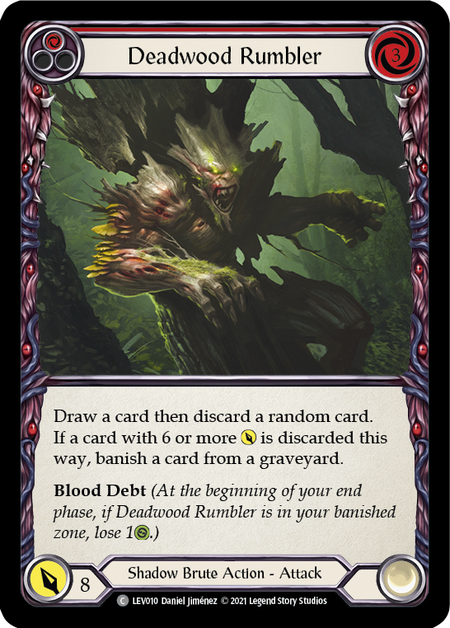 Deadwood Rumbler
3
Draw a card then discard a random card.
If a card with 6 or more is discarded this
way, banish a card from a graveyard.
Blood Debt (At the beginning of your end
phase, if Deadwood Rumbler is in your banished
zone, lose 1.)
8
Shadow Brute Action - Attack
C LEV010 Daniel Jiménez © 2021 Legend Story Studios